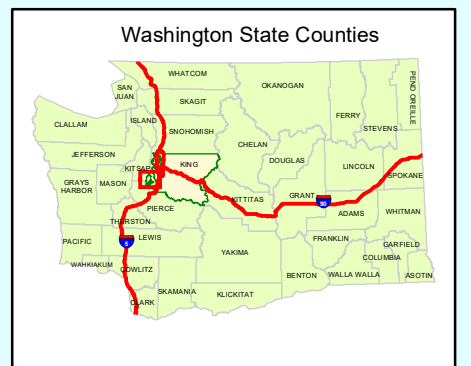 Washington State Counties
WHATCOM
OKANOGAN
PEND OREILLE
SAN
JUAN
SKAGIT
FERRY
STEVENS
ISLAND
CLALLAM
SNOHOMISH
CHELAN
DOUGLAS
JEFFERSON
KITSAP
KING
LINCOLN
SPOKANE
GRAYS
HARBOR
MASON
KITTITAS
GRANT
90
ADAMS
WHITMAN
PIERCE
THURSTON
PACIFIC
5
LEWIS
FRANKLIN
GARFIELD
COLUMBIA
YAKIMA
WAHKIAKUM
COWLITZ
BENTON
WALLA WALLA
ASOTIN
SKAMANIA
KLICKITAT
CLARK